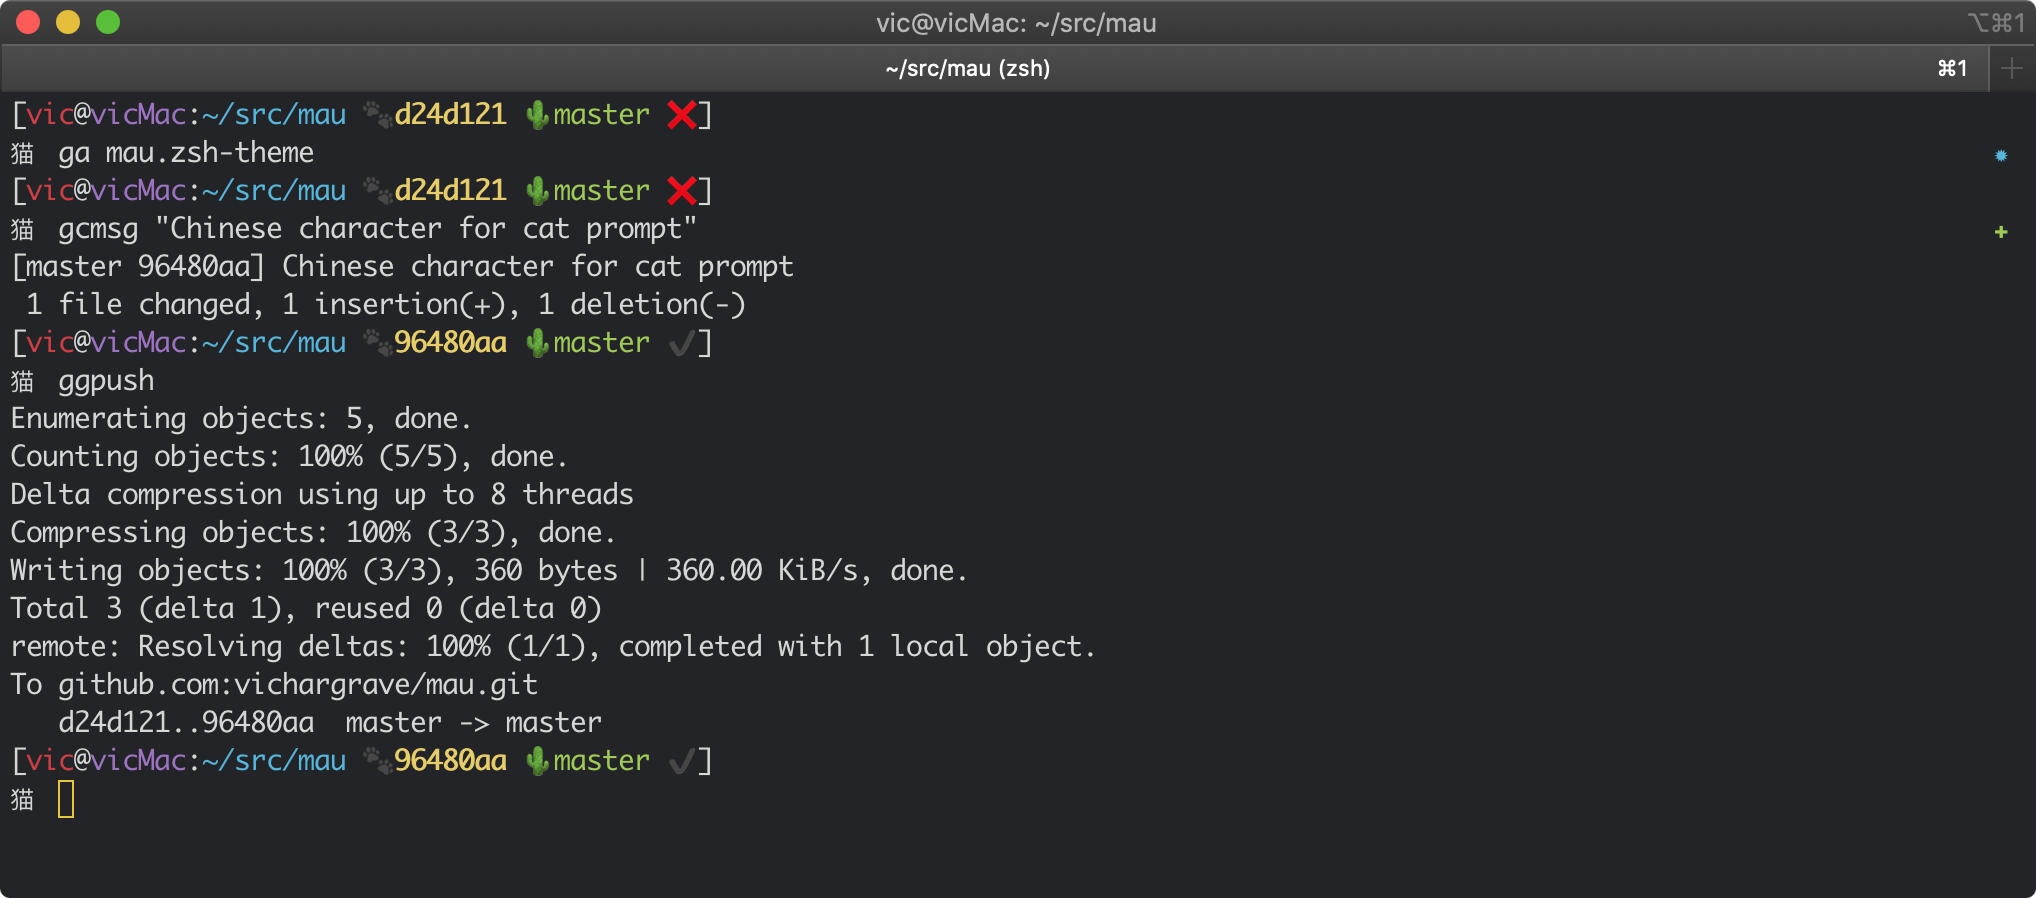 vic@vicMac: ~/src/mau ⌥⌘1
~/src/mau (zsh) ⌘1 +
[vic@vicMac:~/src/mau 🐾d24d121 🌵master ❌]
猫 ga mau.zsh-theme ✹
[vic@vicMac:~/src/mau 🐾d24d121 🌵master ❌]
猫 gcmsg "Chinese character for cat prompt" ✚
[master 96480aa] Chinese character for cat prompt
 1 file changed, 1 insertion(+), 1 deletion(-)
[vic@vicMac:~/src/mau 🐾96480aa 🌵master ✔]
猫 ggpush
Enumerating objects: 5, done.
Counting objects: 100% (5/5), done.
Delta compression using up to 8 threads
Compressing objects: 100% (3/3), done.
Writing objects: 100% (3/3), 360 bytes | 360.00 KiB/s, done.
Total 3 (delta 1), reused 0 (delta 0)
remote: Resolving deltas: 100% (1/1), completed with 1 local object.
To github.com:vichargrave/mau.git
   d24d121..96480aa  master -> master
[vic@vicMac:~/src/mau 🐾96480aa 🌵master ✔]
猫